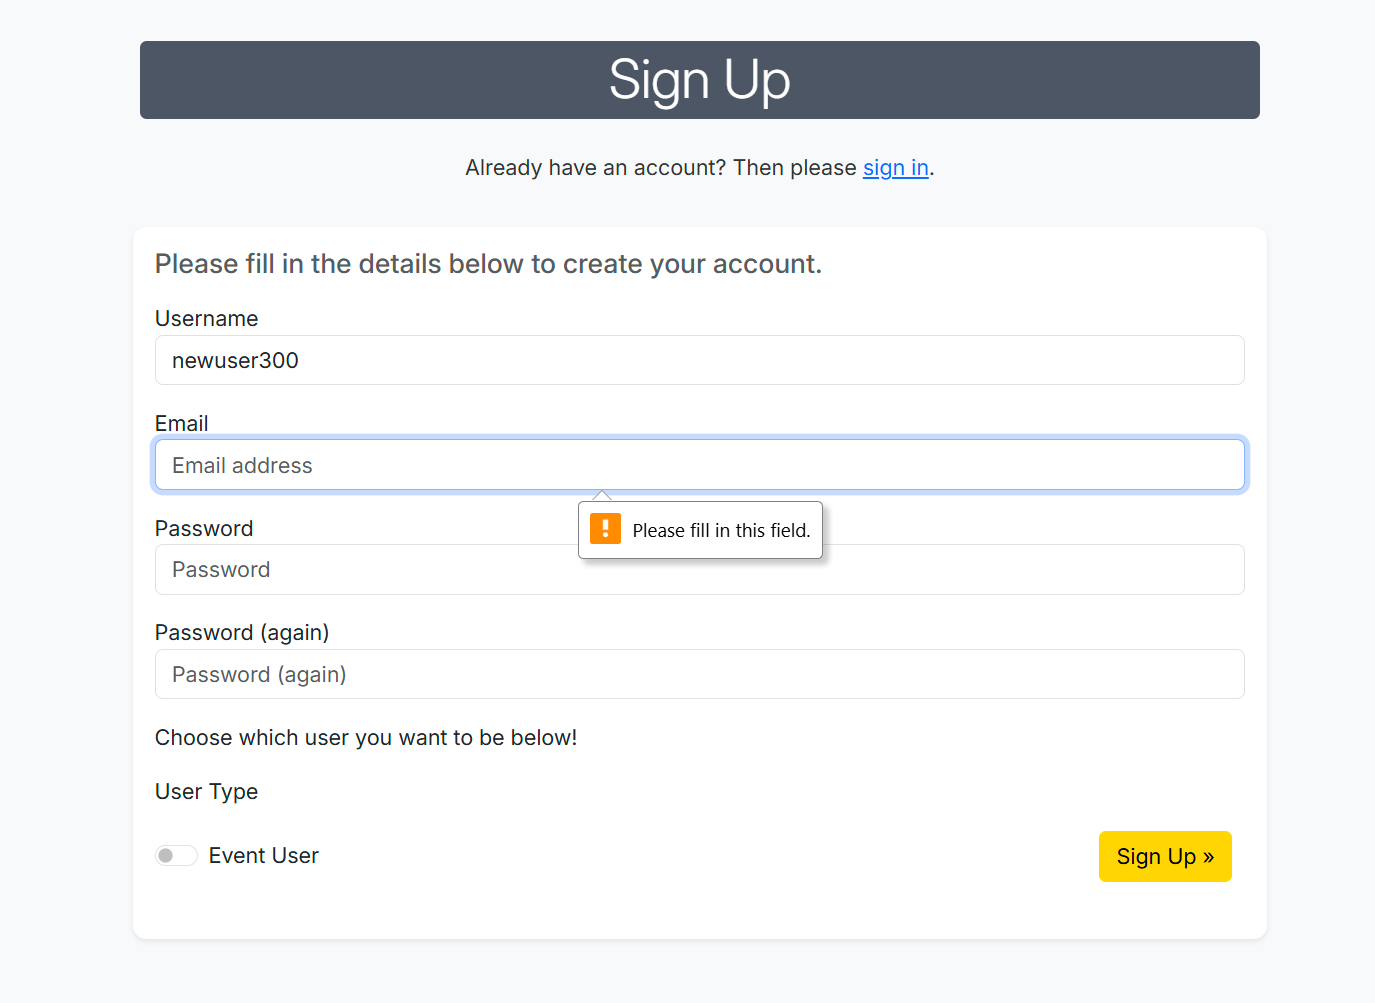 Sign Up
Already have an account? Then please sign in.
Please fill in the details below to create your account.
Username
newuser300
Email
Email address
Please fill in this field.
Password
Password
Password (again)
Password (again)
Choose which user you want to be below!
User Type
Event User
Sign Up »